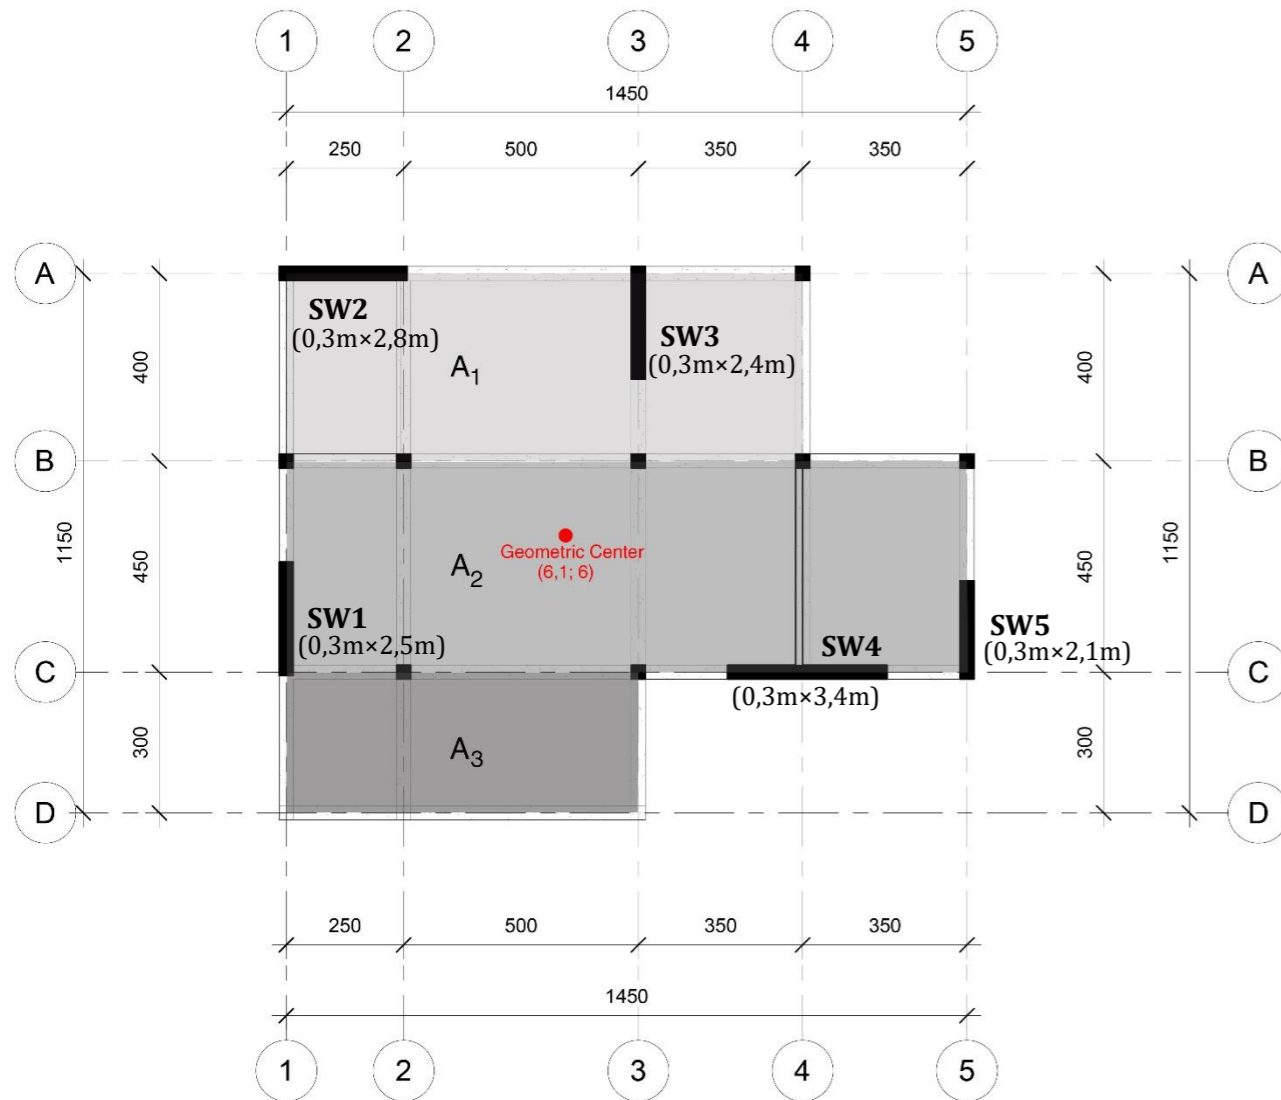 1 2 3 4 5
1450
250 500 350 350
A A
SW2
(0,3m×2,8m)
SW3
(0,3m×2,4m)
A1
400 400
B B
1150 1150
Geometric Center
(6,1; 6)
450 450
A2
SW1
(0,3m×2,5m)
SW4
SW5
(0,3m×2,1m)
C C
(0,3m×3,4m)
300 300
A3
D D
250 500 350 350
1450
1 2 3 4 5